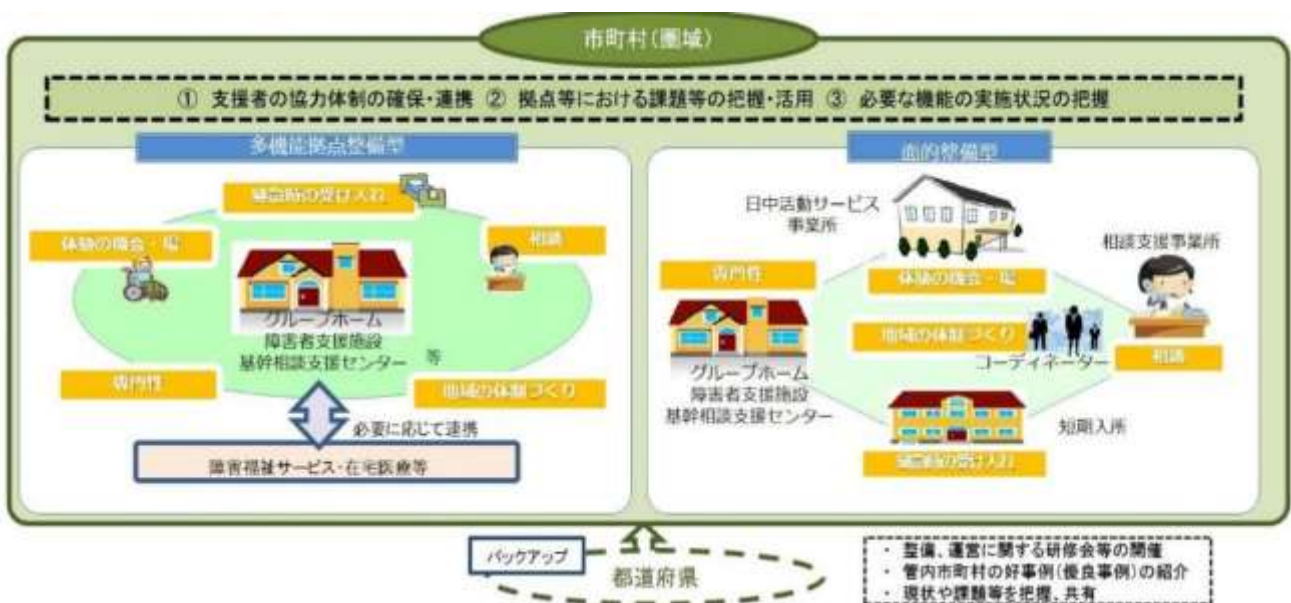 市町村(圏域)
① 支援者の協力体制の確保・連携 ② 拠点等における課題等の把握・活用 ③ 必要な機能の実施状況の把握
多機能拠点整備型
緊急時の受け入れ
体験の機会・場
相談
グループホーム
障害者支援施設
基幹相談支援センター 等
専門性
地域の体制づくり
必要に応じて連携
障害福祉サービス・在宅医療等
面的整備型
日中活動サービス
事業所
相談支援事業所
専門性
体験の機会・場
地域の体制づくり
コーディネーター
相談
グループホーム
障害者支援施設
基幹相談支援センター
短期入所
緊急時の受け入れ
バックアップ
都道府県
・ 整備、運営に関する研修会等の開催
・ 管内市町村の好事例(優良事例)の紹介
・ 現状や課題等を把握、共有